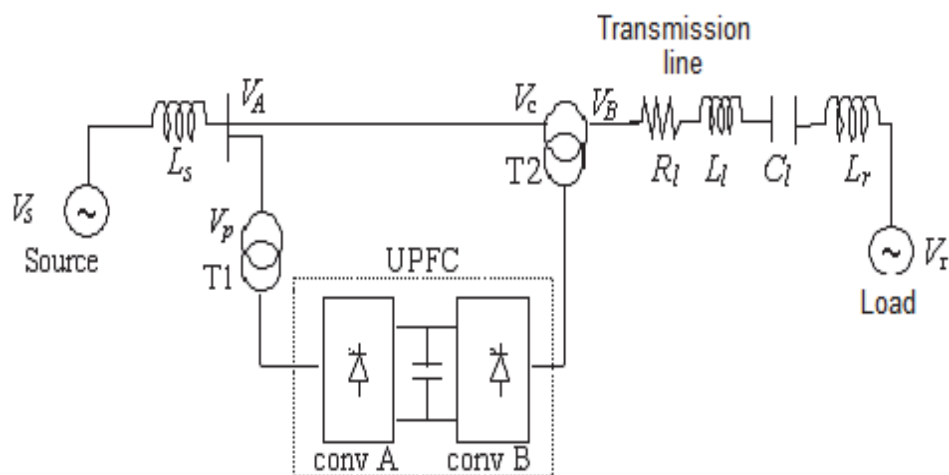 Transmission
line
V_A
V_c
V_B
L_s
T2
R_l
L_l
C_l
L_r
V_s
Source
V_p
T1
UPFC
V_r
Load
conv A
conv B